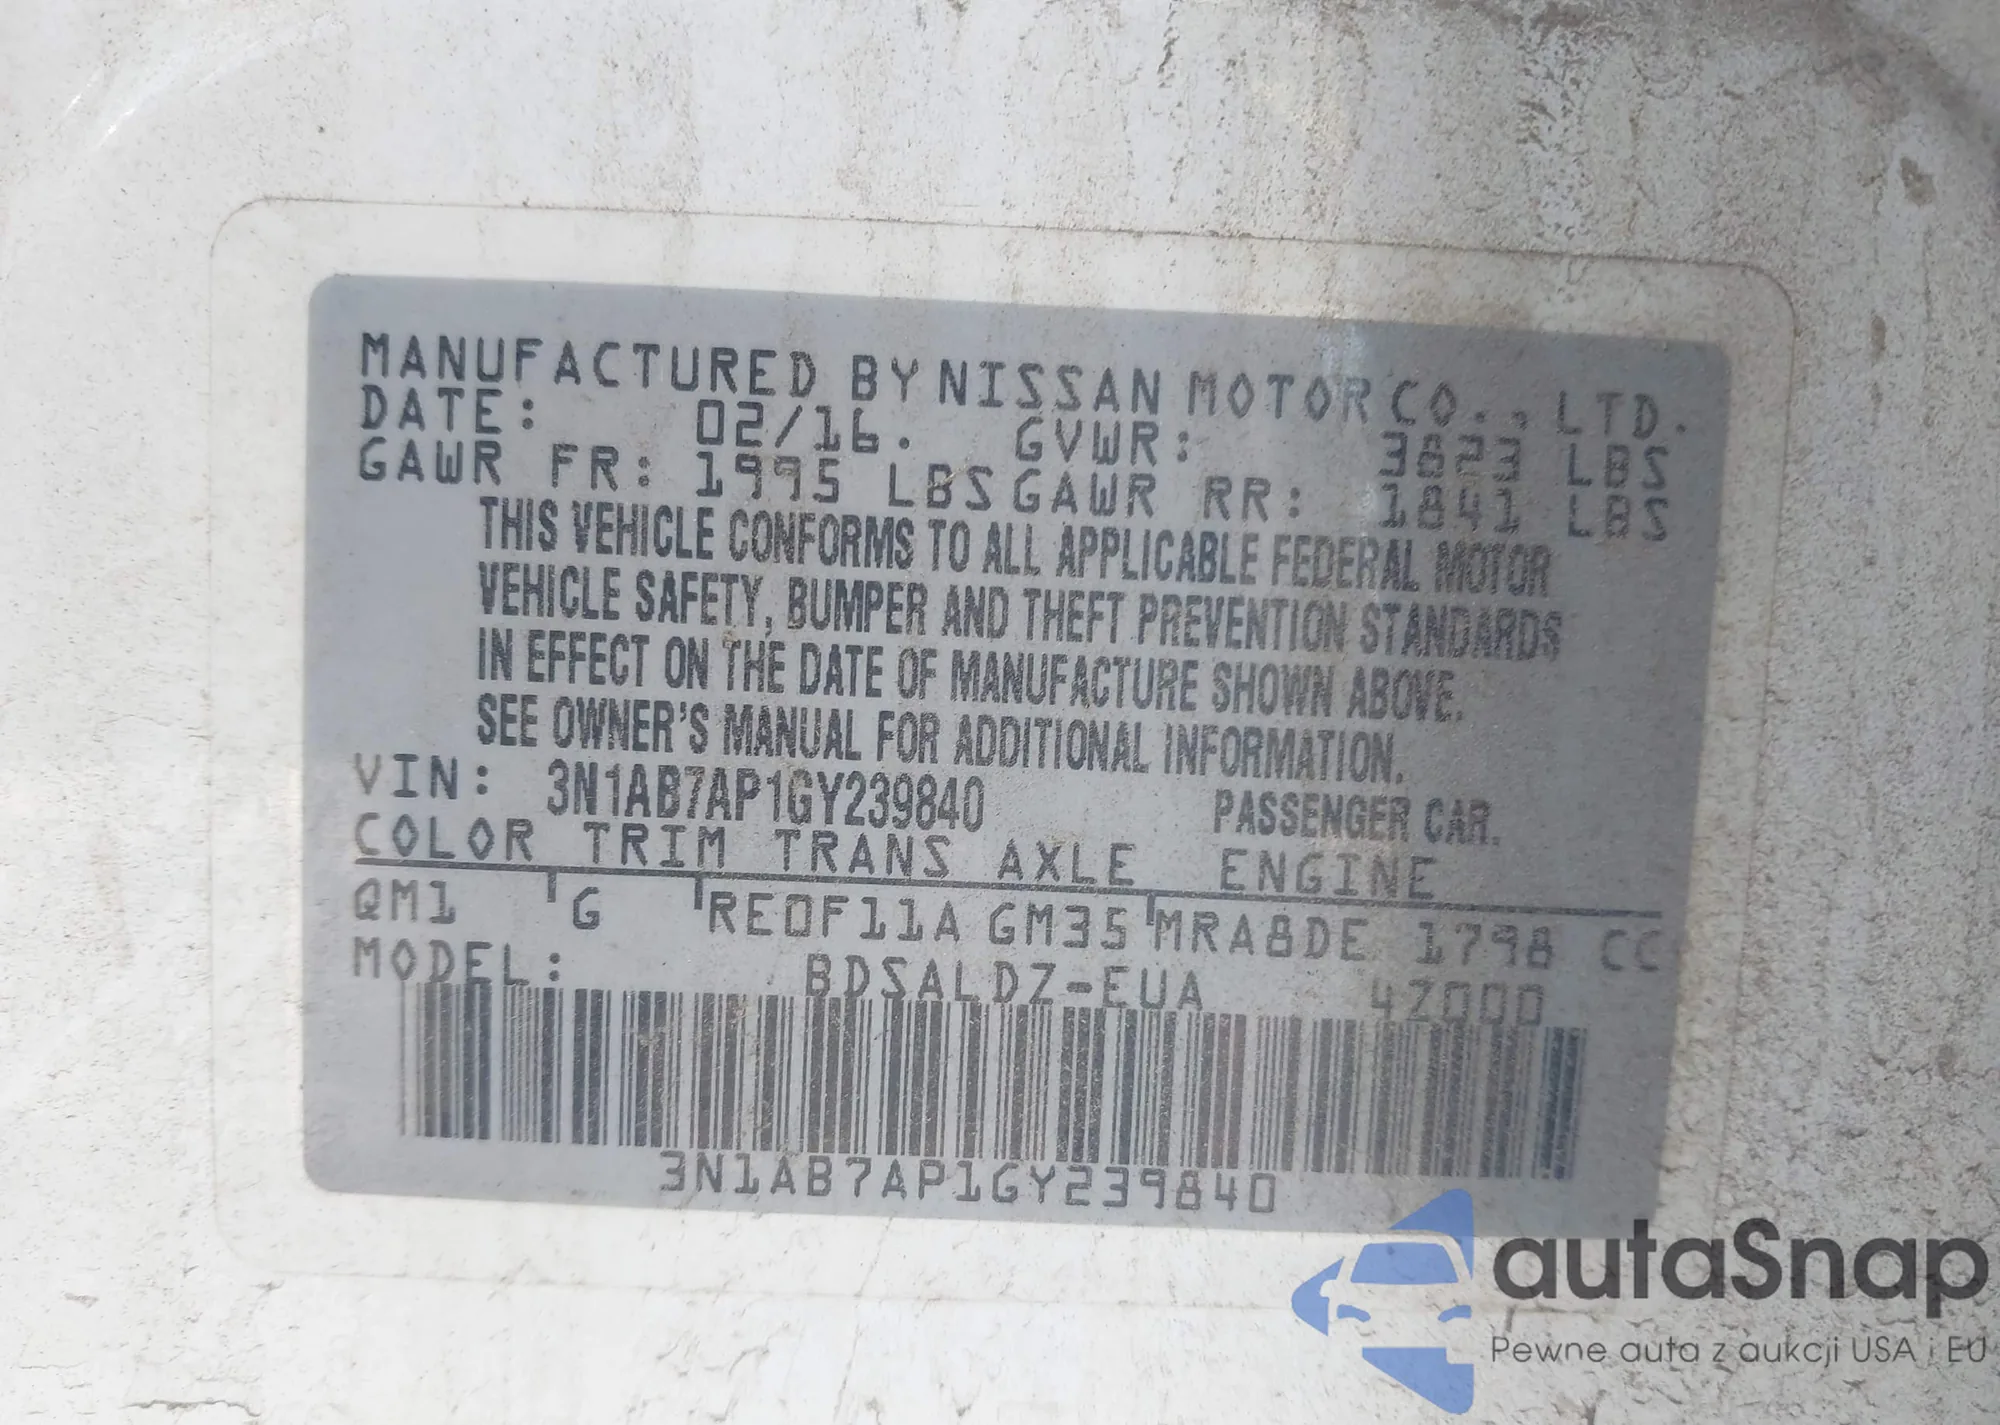 MANUFACTURED BY NISSAN MOTOR CO., LTD.
DATE: 02/16. GVWR: 3823 LBS
GAWR FR: 1995 LBS GAWR RR: 1841 LBS
THIS VEHICLE CONFORMS TO ALL APPLICABLE FEDERAL MOTOR
VEHICLE SAFETY, BUMPER AND THEFT PREVENTION STANDARDS
IN EFFECT ON THE DATE OF MANUFACTURE SHOWN ABOVE.
SEE OWNER'S MANUAL FOR ADDITIONAL INFORMATION.
VIN: 3N1AB7AP1GY239840 PASSENGER CAR.
COLOR TRIM TRANS AXLE ENGINE
QM1 G RE0F11A GM35 MRA8DE 1798 CC
MODEL: BDSALDZ-EUA 4Z000
3N1AB7AP1GY239840
autaSnap
Pewne auta z aukcji USA i EU